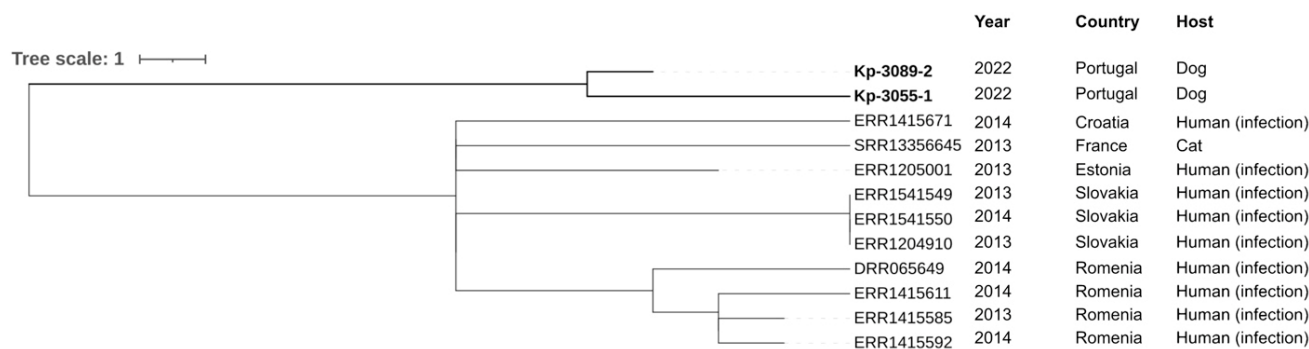 Year Country Host
Tree scale: 1
Kp-3089-2 2022 Portugal Dog
Kp-3055-1 2022 Portugal Dog
ERR1415671 2014 Croatia Human (infection)
SRR13356645 2013 France Cat
ERR1205001 2013 Estonia Human (infection)
ERR1541549 2013 Slovakia Human (infection)
ERR1541550 2014 Slovakia Human (infection)
ERR1204910 2013 Slovakia Human (infection)
DRR065649 2014 Romenia Human (infection)
ERR1415611 2014 Romenia Human (infection)
ERR1415585 2013 Romenia Human (infection)
ERR1415592 2014 Romenia Human (infection)